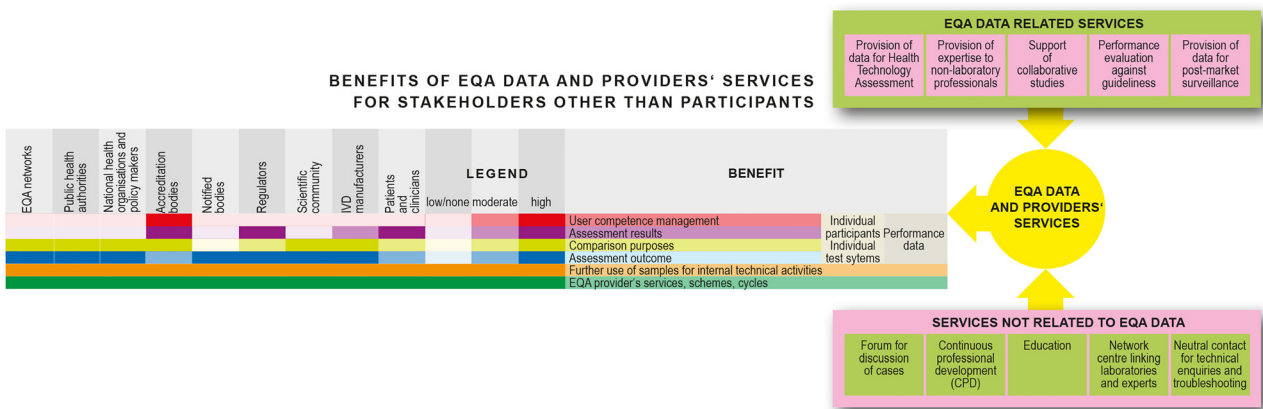 BENEFITS OF EQA DATA AND PROVIDERS‘ SERVICES
FOR STAKEHOLDERS OTHER THAN PARTICIPANTS
EQA DATA RELATED SERVICES
Provision of
data for Health
Technology
Assessment
Provision of
expertise to
non-laboratory
professionals
Support
of
collaborative
studies
Performance
evaluation
against
guideliness
Provision of
data for
post-market
surveillance
EQA networks
Public health
authorities
National health
organisations and
policy makers
Accreditation
bodies
Notified
bodies
Regulators
Scientific
community
IVD
manufacturers
Patients
and
clinicians
LEGEND
low/none moderate high
BENEFIT
User competence management
Assessment results
Comparison purposes
Assessment outcome
Further use of samples for internal technical activities
EQA provider's services, schemes, cycles
Individual
participants
Individual
test sytems
Performance
data
EQA DATA
AND PROVIDERS‘
SERVICES
SERVICES NOT RELATED TO EQA DATA
Forum for
discussion
of cases
Continuous
professional
development
(CPD)
Education
Network
centre linking
laboratories
and experts
Neutral contact
for technical
enquiries and
troubleshooting